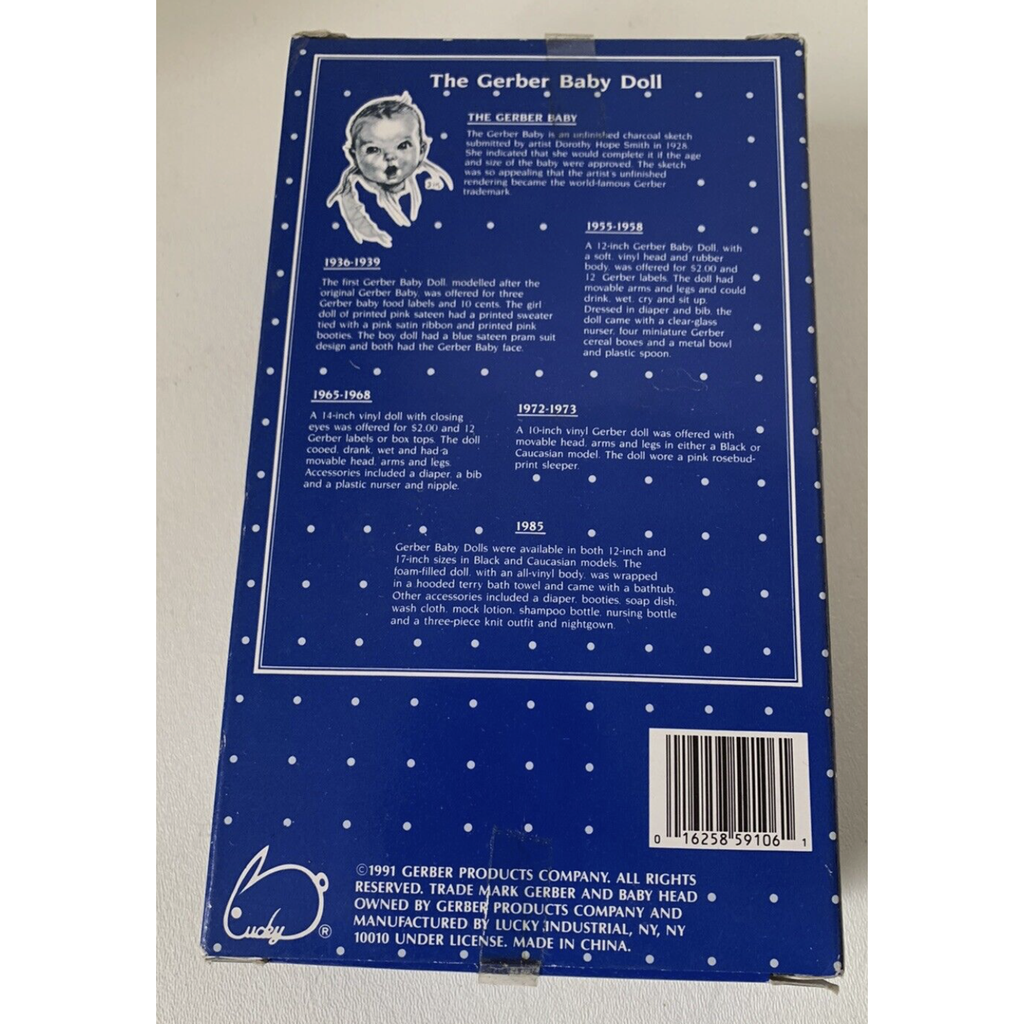 The Gerber Baby Doll
THE GERBER BABY
The Gerber Baby is an unfinished charcoal sketch
submitted by artist Dorothy Hope Smith in 1928.
She indicated that she would complete it if the age
and size of the baby were approved. The sketch
was so appealing that the artist's unfinished
rendering became the world-famous Gerber
trademark.
1936-1939
The first Gerber Baby Doll, modelled after the
original Gerber Baby, was offered for three
Gerber baby food labels and 10 cents. The girl
doll of printed pink sateen had a printed sweater
tied with a pink satin ribbon and printed pink
booties. The boy doll had a blue sateen pram suit
design and both had the Gerber Baby face.
1955-1958
A 12-inch Gerber Baby Doll, with
a soft, vinyl head and rubber
body, was offered for $2.00 and
12 Gerber labels. The doll had
movable arms and legs and could
drink, wet, cry and sit up.
Dressed in diaper and bib, the
doll came with a clear-glass
nurser, four miniature Gerber
cereal boxes and a metal bowl
and plastic spoon.
1965-1968
A 14-inch vinyl doll with closing
eyes was offered for $2.00 and 12
Gerber labels or box tops. The doll
cooed, drank, wet and had a
movable head, arms and legs.
Accessories included a diaper, a bib
and a plastic nurser and nipple.
1972-1973
A 10-inch vinyl Gerber doll was offered with
movable head, arms and legs in either a Black or
Caucasian model. The doll wore a pink rosebud-
print sleeper.
1985
Gerber Baby Dolls were available in both 12-inch and
17-inch sizes in Black and Caucasian models. The
foam-filled doll, with an all-vinyl body, was wrapped
in a hooded terry bath towel and came with a bathtub.
Other accessories included a diaper, booties, soap dish,
wash cloth, mock lotion, shampoo bottle, nursing bottle
and a three-piece knit outfit and nightgown.
0 16258 59106 1
Lucky ®
©1991 GERBER PRODUCTS COMPANY. ALL RIGHTS
RESERVED. TRADE MARK GERBER AND BABY HEAD
OWNED BY GERBER PRODUCTS COMPANY AND
MANUFACTURED BY LUCKY INDUSTRIAL, NY, NY
10010 UNDER LICENSE. MADE IN CHINA.